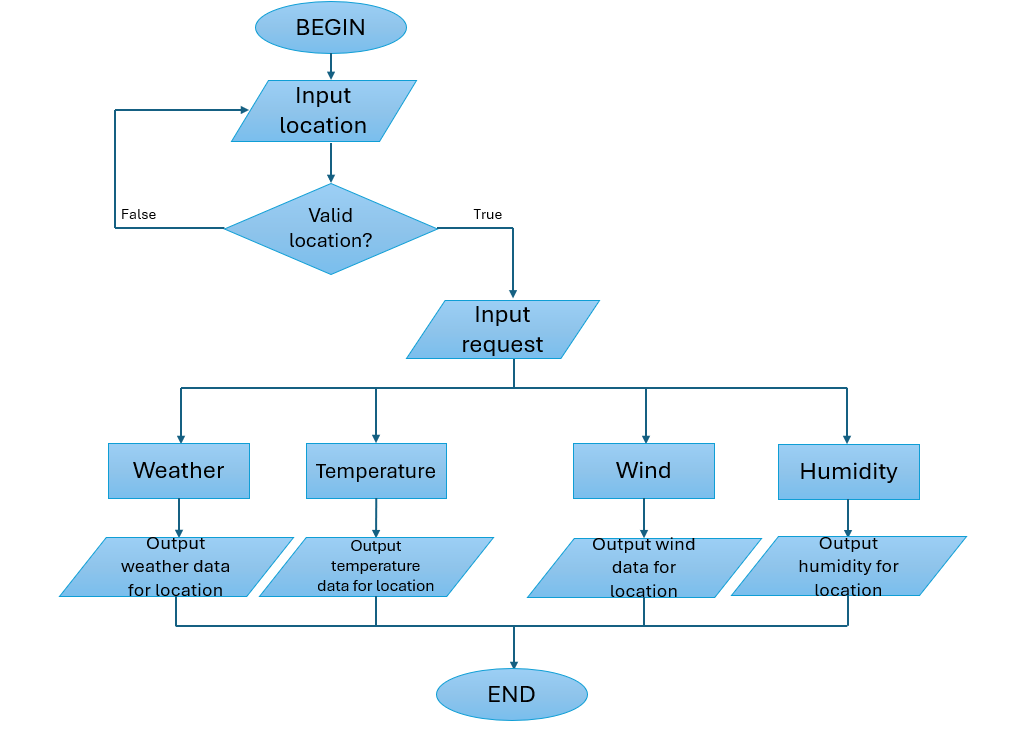 BEGIN
Input
location
False
True
Valid
location?
Input
request
Weather
Temperature
Wind
Humidity
Output
weather data
for location
Output
temperature
data for location
Output wind
data for
location
Output
humidity for
location
END